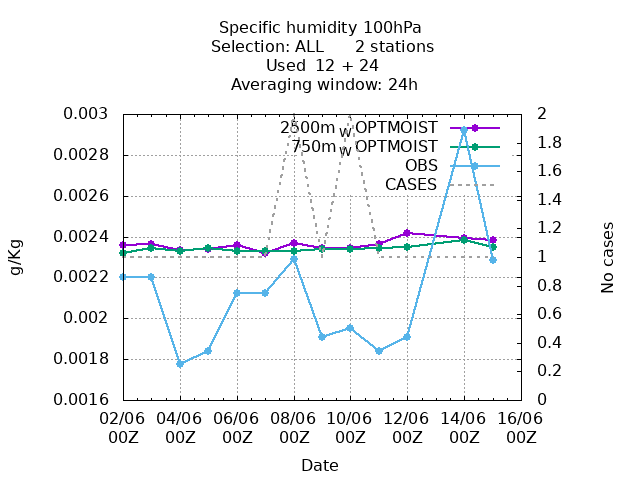 Specific humidity 100hPa
Selection: ALL 2 stations
Used 12 + 24
Averaging window: 24h
0.003
0.0028
0.0026
0.0024
0.0022
0.002
0.0018
0.0016
g/Kg
2500m W OPTMOIST
750m W OPTMOIST
OBS
CASES
2
1.8
1.6
1.4
1.2
1
0.8
0.6
0.4
0.2
0
No cases
02/06 04/06 06/06 08/06 10/06 12/06 14/06 16/06
00Z 00Z 00Z 00Z 00Z 00Z 00Z 00Z
Date